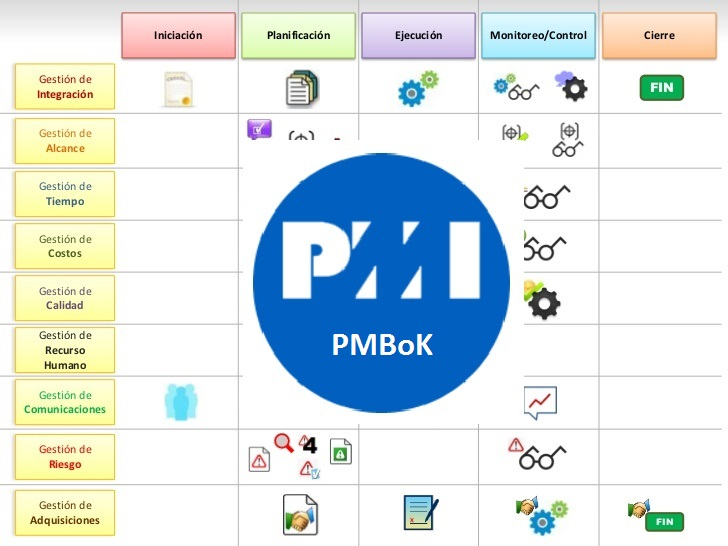 Iniciación
Planificación
Ejecución
Monitoreo/Control
Cierre
Gestión de
Integración
FIN
Gestión de
Alcance
Gestión de
Tiempo
Gestión de
Costos
Gestión de
Calidad
Gestión de
Recurso
Humano
PMI
PMBoK
Gestión de
Comunicaciones
Gestión de
Riesgo
4
Gestión de
Adquisiciones
FIN